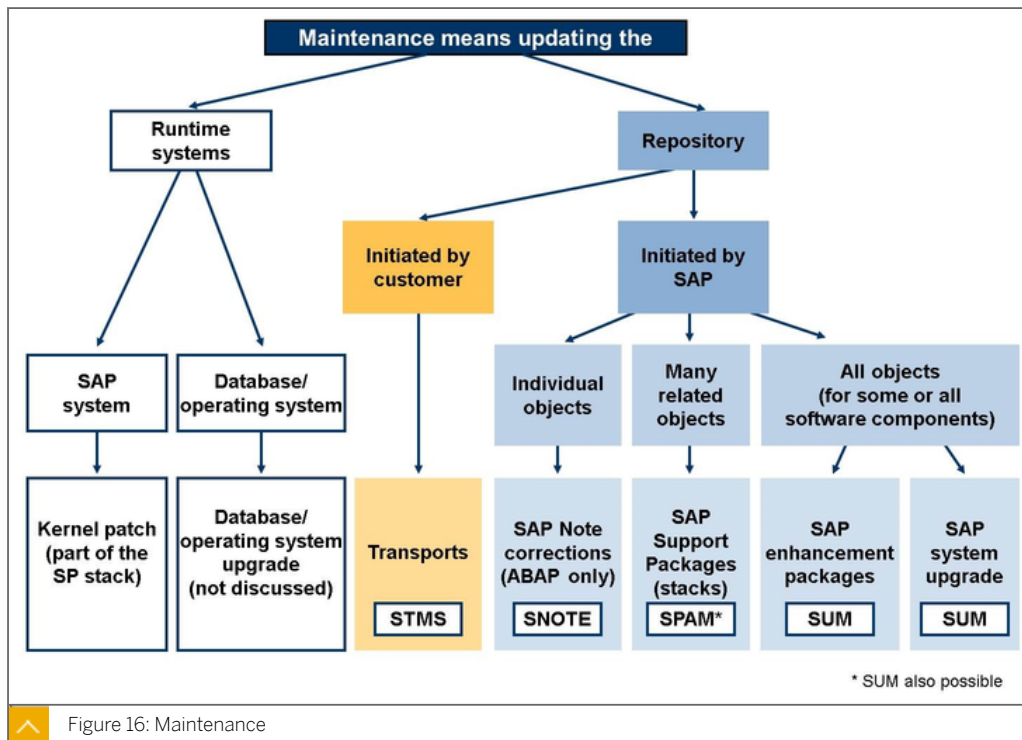 Maintenance means updating the
Runtime
systems
Repository
Initiated by
customer
Initiated by
SAP
SAP
system
Database/
operating system
Individual
objects
Many
related
objects
All objects
(for some or all
software components)
Kernel patch
(part of the
SP stack)
Database/
operating system
upgrade
(not discussed)
Transports
STMS
SAP Note
corrections
(ABAP only)
SNOTE
SAP
Support
Packages
(stacks)
SPAM*
SAP
enhancement
packages
SUM
SAP
system
upgrade
SUM
* SUM also possible
Figure 16: Maintenance